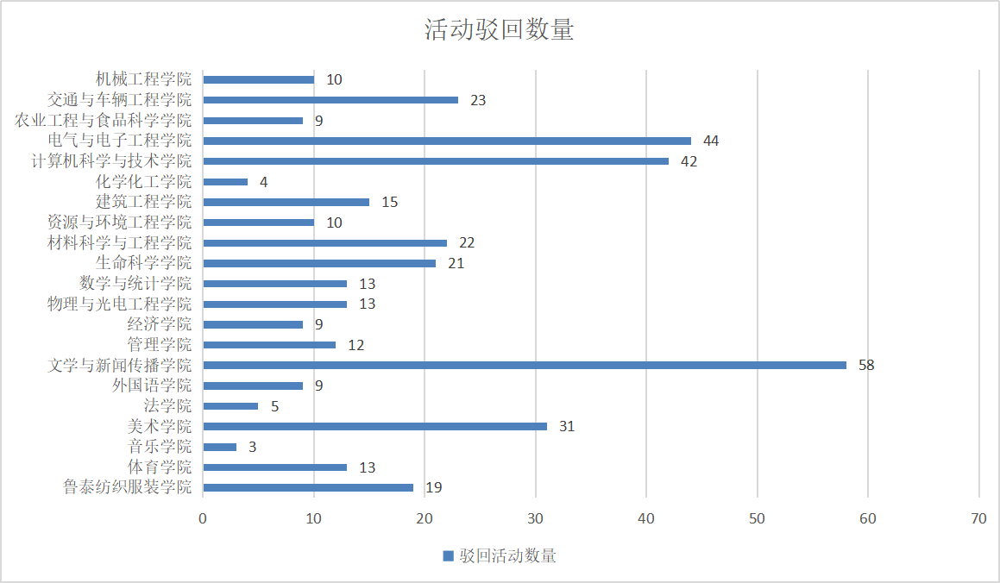 活动驳回数量
机械工程学院 10
交通与车辆工程学院 23
农业工程与食品科学学院 9
电气与电子工程学院 44
计算机科学与技术学院 42
化学化工学院 4
建筑工程学院 15
资源与环境工程学院 10
材料科学与工程学院 22
生命科学学院 21
数学与统计学院 13
物理与光电工程学院 13
经济学院 9
管理学院 12
文学与新闻传播学院 58
外国语学院 9
法学院 5
美术学院 31
音乐学院 3
体育学院 13
鲁泰纺织服装学院 19
0 10 20 30 40 50 60 70
驳回活动数量